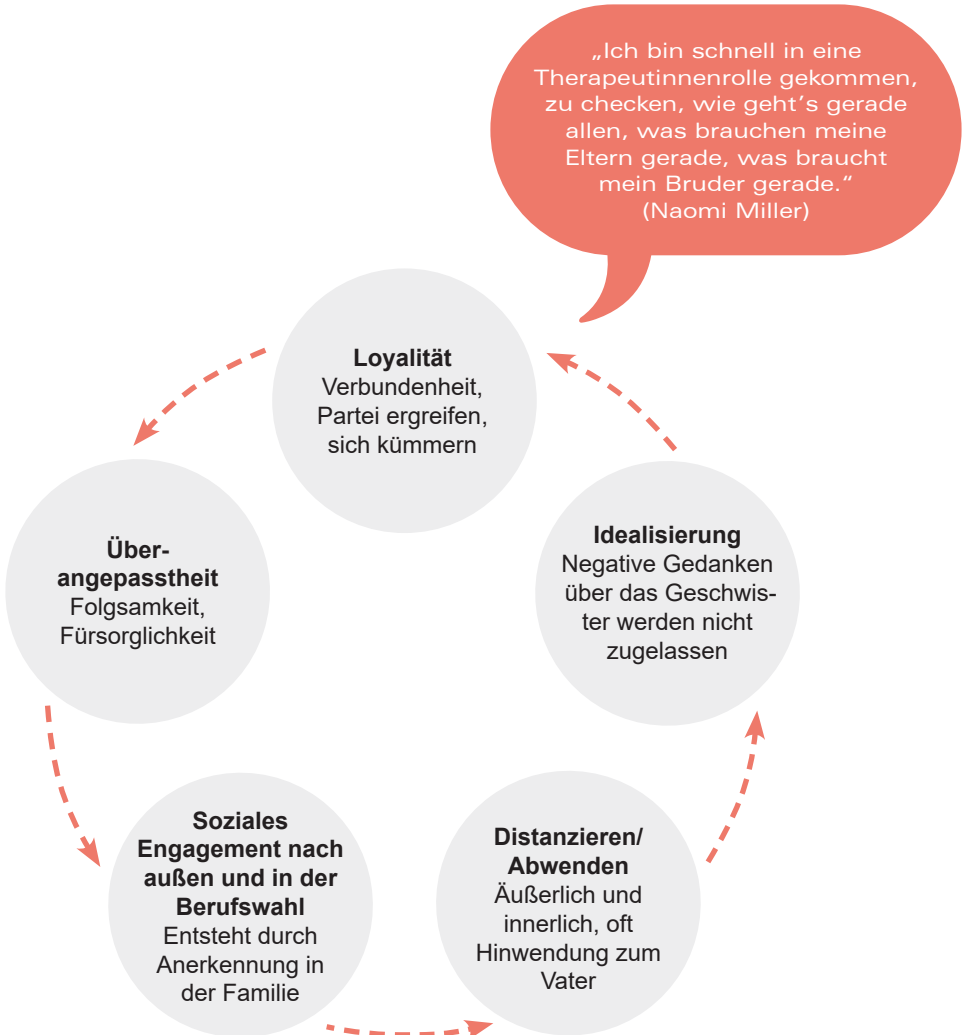 „Ich bin schnell in eine
Therapeutinnenrolle gekommen,
zu checken, wie geht’s gerade
allen, was brauchen meine
Eltern gerade, was braucht
mein Bruder gerade.“
(Naomi Miller)
Loyalität
Verbundenheit,
Partei ergreifen,
sich kümmern
Über-
angepasstheit
Folgsamkeit,
Fürsorglichkeit
Soziales
Engagement nach
außen und in der
Berufswahl
Entsteht durch
Anerkennung in
der Familie
Distanzieren/
Abwenden
Äußerlich und
innerlich, oft
Hinwendung zum
Vater
Idealisierung
Negative Gedanken
über das Geschwis-
ter werden nicht
zugelassen